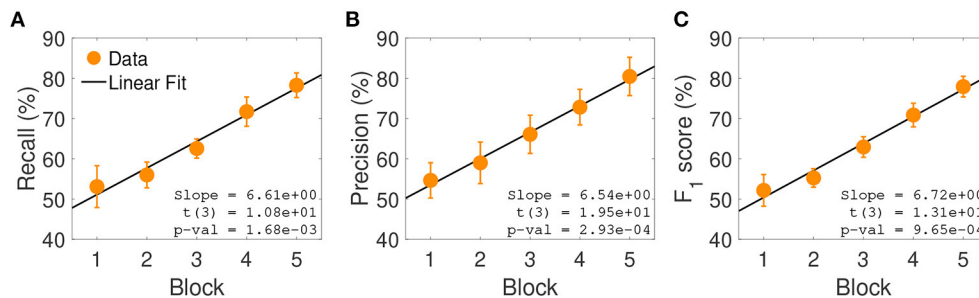 A
Recall (%)
90
80
70
60
50
40
Data
Linear Fit
Slope = 6.61e+00
t(3) = 1.08e+01
p-val = 1.68e-03
1 2 3 4 5
Block
B
Precision (%)
90
80
70
60
50
40
Slope = 6.54e+00
t(3) = 1.95e+01
p-val = 2.93e-04
1 2 3 4 5
Block
C
F1 score (%)
90
80
70
60
50
40
Slope = 6.72e+00
t(3) = 1.31e+01
p-val = 9.65e-04
1 2 3 4 5
Block